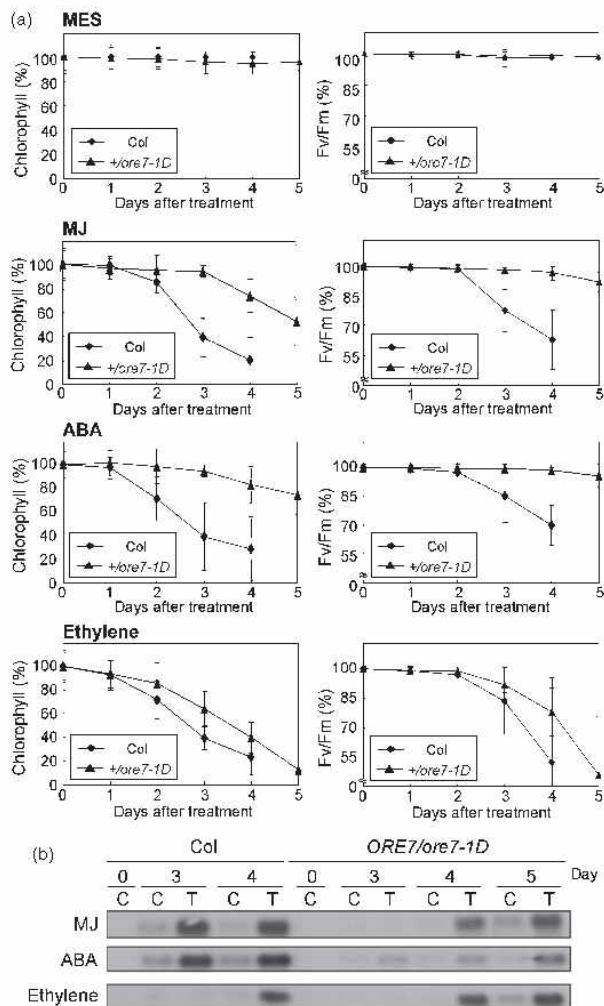 (a) MES
Chlorophyll (%)
100
80
60
40
20
0
Col
+/ore7-1D
0 1 2 3 4 5
Days after treatment
Fv/Fm (%)
100
85
70
55
0
Col
+/ore7-1D
0 1 2 3 4 5
Days after treatment
MJ
Chlorophyll (%)
100
80
60
40
20
0
Col
+/ore7-1D
0 1 2 3 4 5
Days after treatment
Fv/Fm (%)
100
85
70
55
0
Col
+/ore7-1D
0 1 2 3 4 5
Days after treatment
ABA
Chlorophyll (%)
100
80
60
40
20
0
Col
+/ore7-1D
0 1 2 3 4 5
Days after treatment
Fv/Fm (%)
100
85
70
55
0
Col
+/ore7-1D
0 1 2 3 4 5
Days after treatment
Ethylene
Chlorophyll (%)
100
80
60
40
20
0
Col
+/ore7-1D
0 1 2 3 4 5
Days after treatment
Fv/Fm (%)
100
85
70
55
0
Col
+/ore7-1D
0 1 2 3 4 5
Days after treatment
(b) Col ORE7/ore7-1D
0 3 4 0 3 4 5 Day
C C T C T C C T C T C T
MJ
ABA
Ethylene